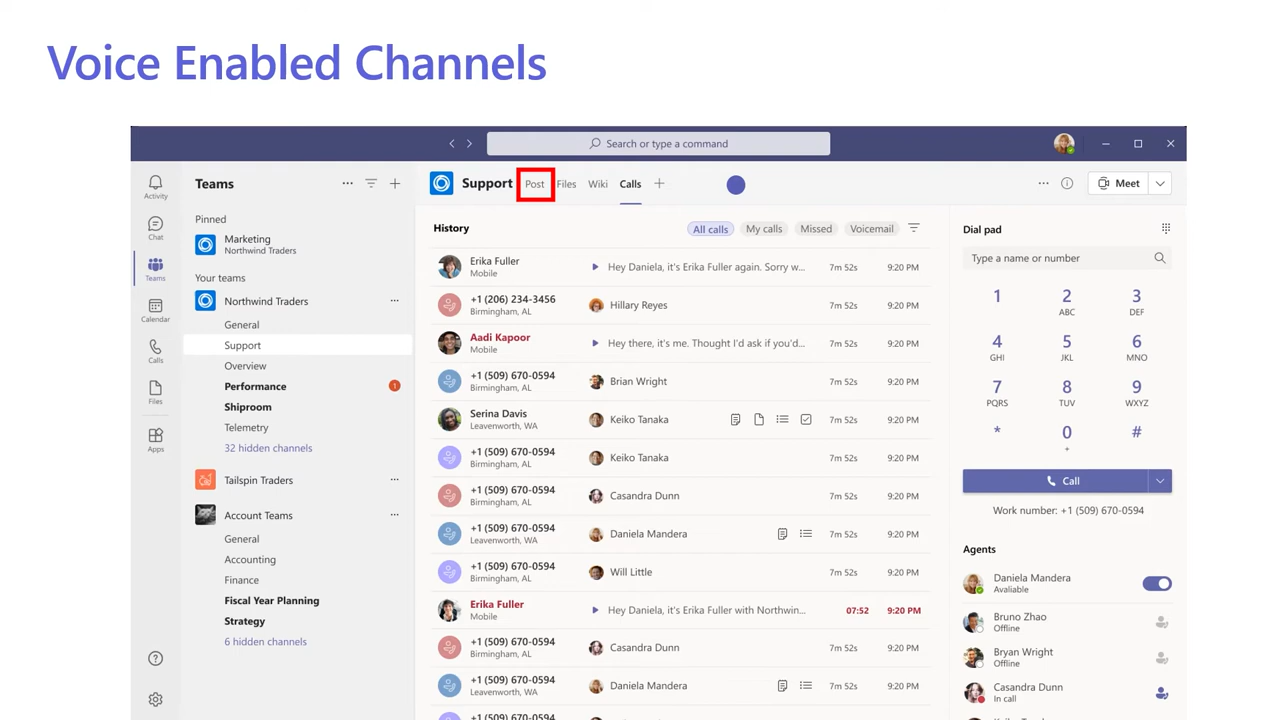 Voice Enabled Channels
Search or type a command
Activity
Chat
Teams
Calendar
Calls
Files
Apps
Teams
Pinned
Marketing
Northwind Traders
Your teams
Northwind Traders
General
Support
Overview
Performance
1
Shiproom
Telemetry
32 hidden channels
Tailspin Traders
Account Teams
General
Accounting
Finance
Fiscal Year Planning
Strategy
6 hidden channels
Support Post Files Wiki Calls
Meet
History
All calls My calls Missed Voicemail
Erika Fuller
Mobile
Hey Daniela, it's Erika Fuller again. Sorry w... 7m 52s 9:20 PM
+1 (206) 234-3456
Birmingham, AL
Hillary Reyes 7m 52s 9:20 PM
Aadi Kapoor
Mobile
Hey there, it's me. Thought I'd ask if you'd... 7m 52s 9:20 PM
+1 (509) 670-0594
Birmingham, AL
Brian Wright 7m 52s 9:20 PM
Serina Davis
Leavenworth, WA
Keiko Tanaka 7m 52s 9:20 PM
+1 (509) 670-0594
Birmingham, AL
Keiko Tanaka 7m 52s 9:20 PM
+1 (509) 670-0594
Birmingham, AL
Casandra Dunn 7m 52s 9:20 PM
+1 (509) 670-0594
Leavenworth, WA
Daniela Mandera 7m 52s 9:20 PM
+1 (509) 670-0594
Birmingham, AL
Will Little 7m 52s 9:20 PM
Erika Fuller
Mobile
Hey Daniela, it's Erika Fuller with Northwin... 07:52 9:20 PM
+1 (509) 670-0594
Birmingham, AL
Casandra Dunn 7m 52s 9:20 PM
+1 (509) 670-0594
Leavenworth, WA
Daniela Mandera 7m 52s 9:20 PM
+1 (509) 670-0594
Casandra Dunn 7m 52s 9:20 PM
Dial pad
Type a name or number
1 2 3
ABC DEF
4 5 6
GHI JKL MNO
7 8 9
PQRS TUV WXYZ
* 0 #
+
Call
Work number: +1 (509) 670-0594
Agents
Daniela Mandera
Avaliable
Bruno Zhao
Offline
Bryan Wright
Offline
Casandra Dunn
In call